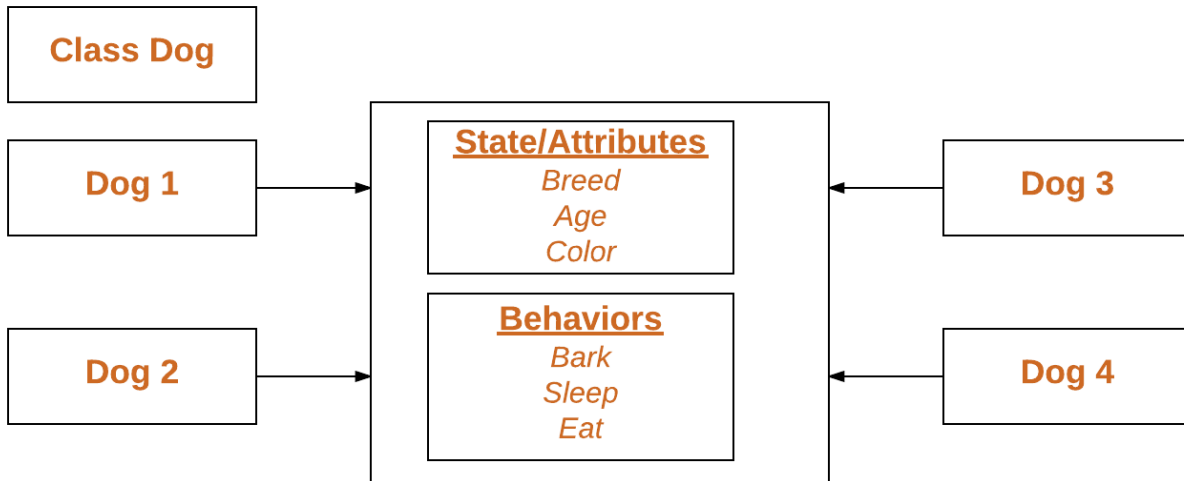 Class Dog
Dog 1
Dog 2
State/Attributes
Breed
Age
Color
Behaviors
Bark
Sleep
Eat
Dog 3
Dog 4